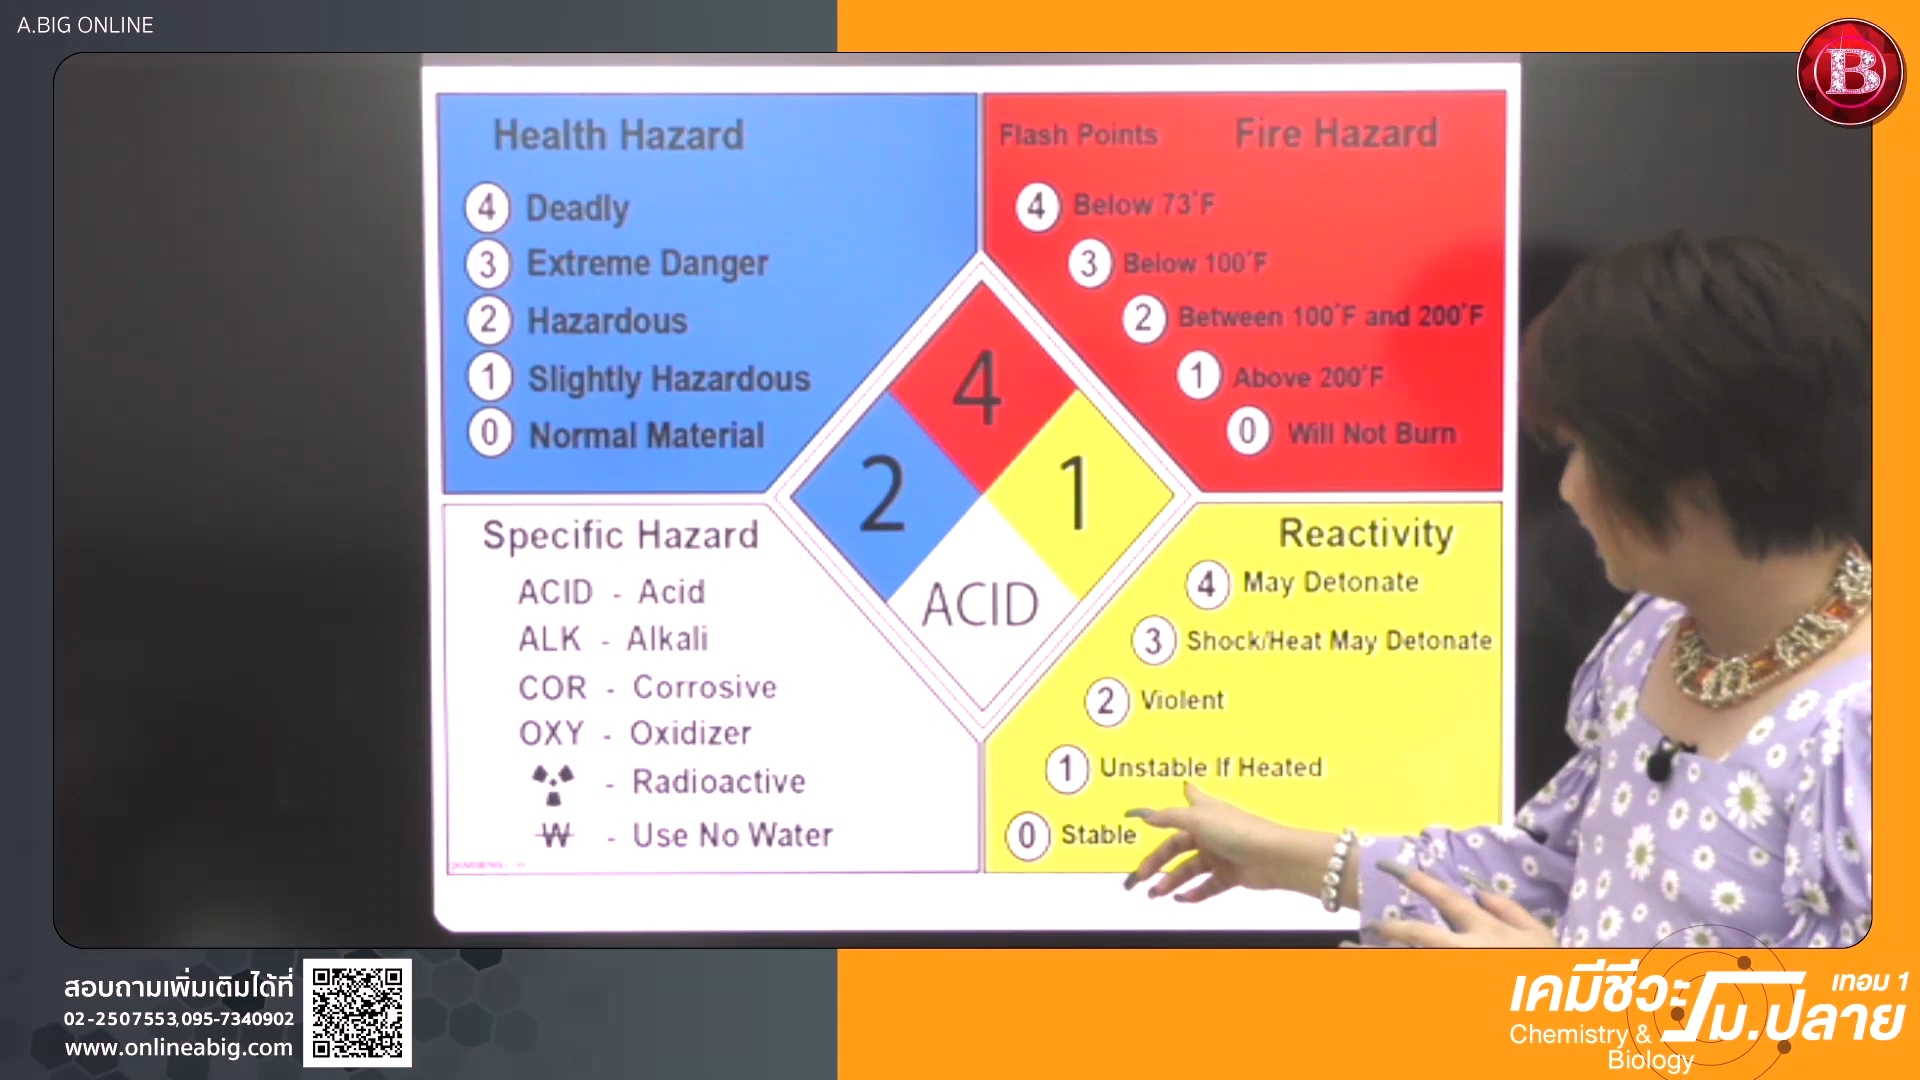 A.BIG ONLINE
B
Health Hazard
4 Deadly
3 Extreme Danger
2 Hazardous
1 Slightly Hazardous
0 Normal Material
Flash Points Fire Hazard
4 Below 73°F
3 Below 100°F
2 Between 100°F and 200°F
1 Above 200°F
0 Will Not Burn
4
2
1
ACID
Specific Hazard
ACID - Acid
ALK - Alkali
COR - Corrosive
OXY - Oxidizer
- Radioactive
W - Use No Water
Reactivity
4 May Detonate
3 Shock/Heat May Detonate
2 Violent
1 Unstable If Heated
0 Stable
สอบถามเพิ่มเติมได้ที่
02-2507553,095-7340902
www.onlineabig.com
เคมีชีวะ ม.ปลาย เทอม 1
Chemistry &
Biology